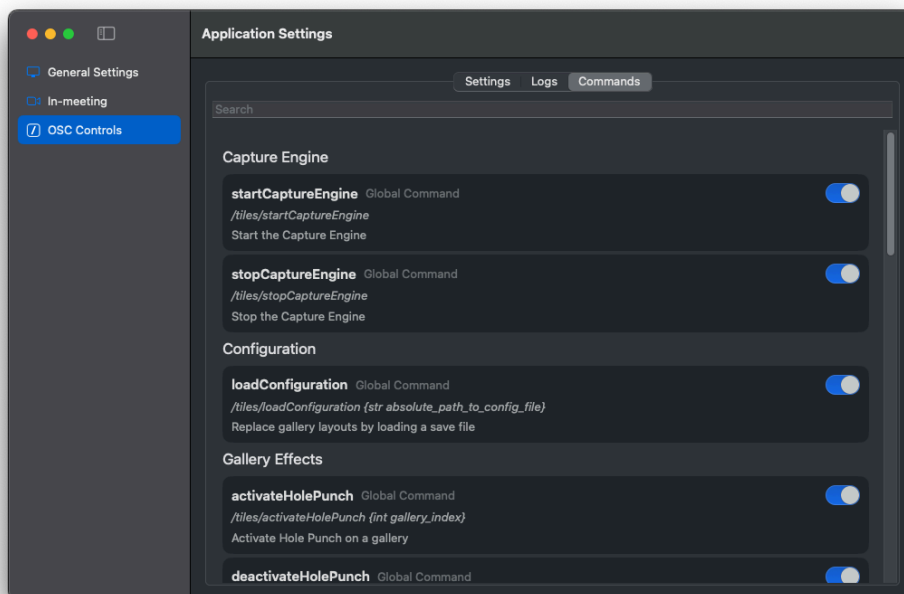 Application Settings
General Settings
In-meeting
OSC Controls
Settings Logs Commands
Search
Capture Engine
startCaptureEngine Global Command
/tiles/startCaptureEngine
Start the Capture Engine
stopCaptureEngine Global Command
/tiles/stopCaptureEngine
Stop the Capture Engine
Configuration
loadConfiguration Global Command
/tiles/loadConfiguration {str absolute_path_to_config_file}
Replace gallery layouts by loading a save file
Gallery Effects
activateHolePunch Global Command
/tiles/activateHolePunch {int gallery_index}
Activate Hole Punch on a gallery
deactivateHolePunch Global Command